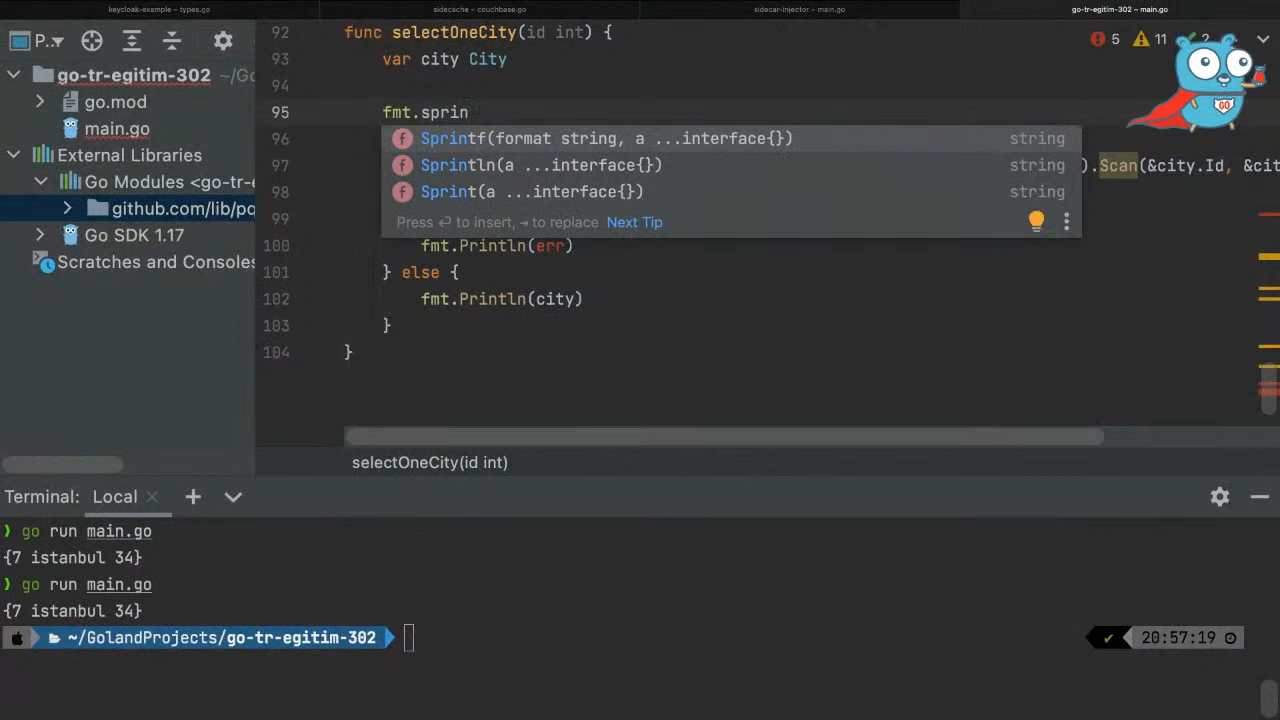 keycloak-example – types.go
sidecache – couchbase.go
sidecar-injector – main.go
go-tr-egitim-302 – main.go
P..
5 11 2
go-tr-egitim-302 ~/Go
go.mod
main.go
External Libraries
Go Modules <go-tr-e
github.com/lib/pq
Go SDK 1.17
Scratches and Consoles
92 func selectOneCity(id int) {
93 var city City
94
95 fmt.sprin
96 Sprintf(format string, a ...interface{}) string
97 Sprintln(a ...interface{}) string ).Scan(&city.Id, &cit
98 Sprint(a ...interface{}) string
99 Press ↵ to insert, ⇥ to replace Next Tip
100 fmt.Println(err)
101 } else {
102 fmt.Println(city)
103 }
104 }
GO
selectOneCity(id int)
Terminal: Local
❯ go run main.go
{7 istanbul 34}
❯ go run main.go
{7 istanbul 34}
~/GolandProjects/go-tr-egitim-302
✔ 20:57:19